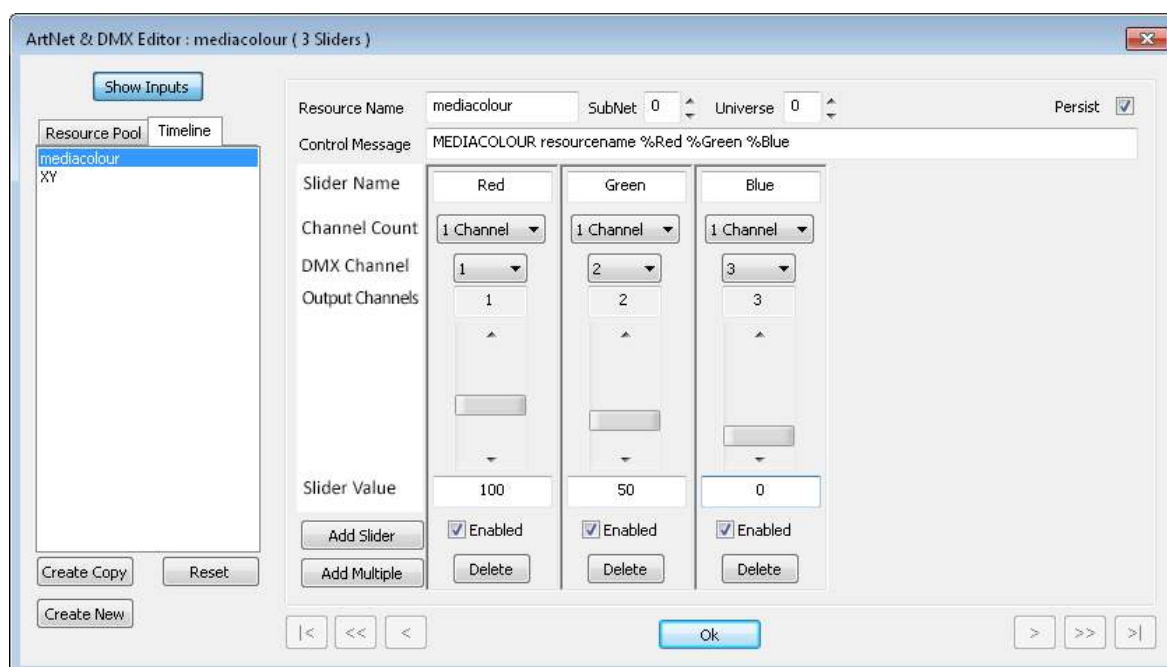 ArtNet & DMX Editor : mediacolour ( 3 Sliders )
Show Inputs
Resource Pool Timeline
mediacolour
XY
Create Copy Reset
Create New
Resource Name mediacolour SubNet 0 Universe 0 Persist
Control Message MEDIACOLOUR resourcename %Red %Green %Blue
Slider Name Red Green Blue
Channel Count 1 Channel 1 Channel 1 Channel
DMX Channel 1 2 3
Output Channels 1 2 3
Slider Value 100 50 0
Add Slider Enabled Enabled Enabled
Add Multiple Delete Delete Delete
|< << < Ok > >> >|